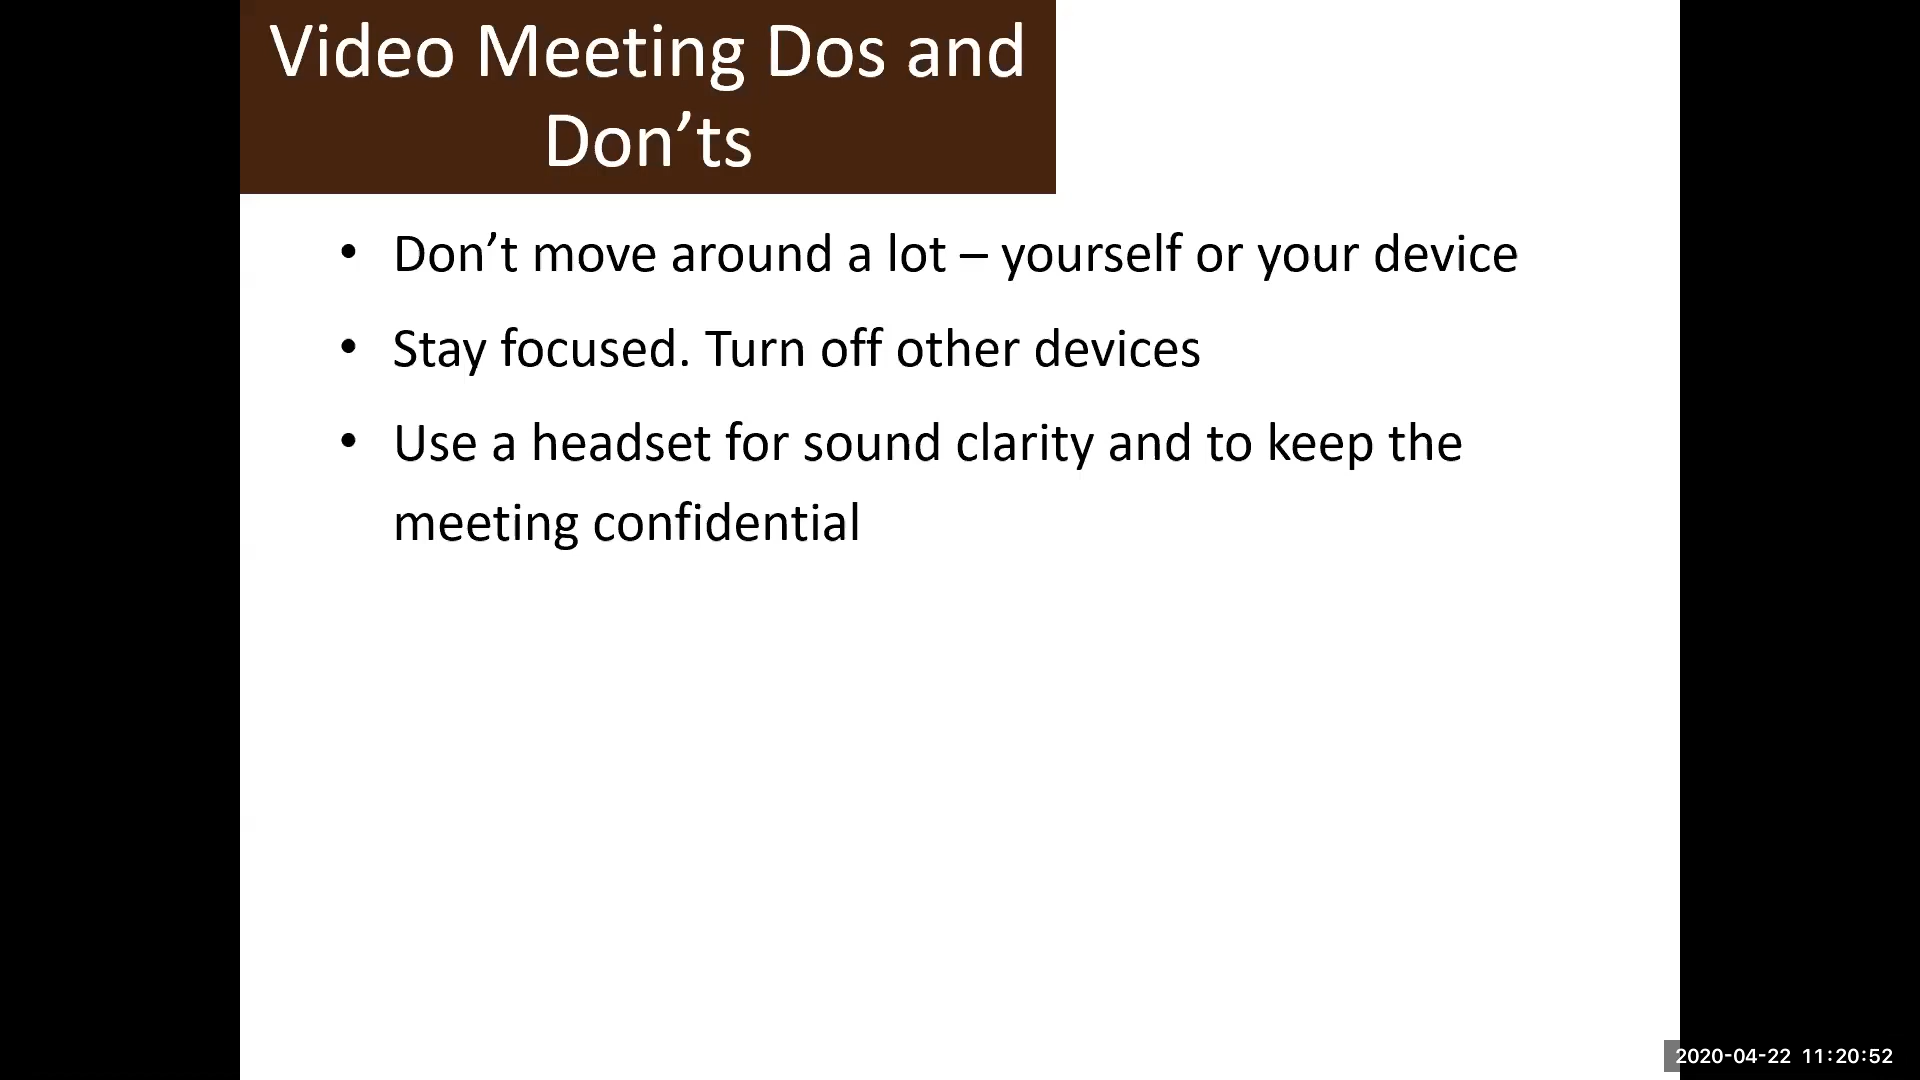 Video Meeting Dos and
Don’ts
• Don’t move around a lot – yourself or your device
• Stay focused. Turn off other devices
• Use a headset for sound clarity and to keep the
meeting confidential
2020-04-22 11:20:52